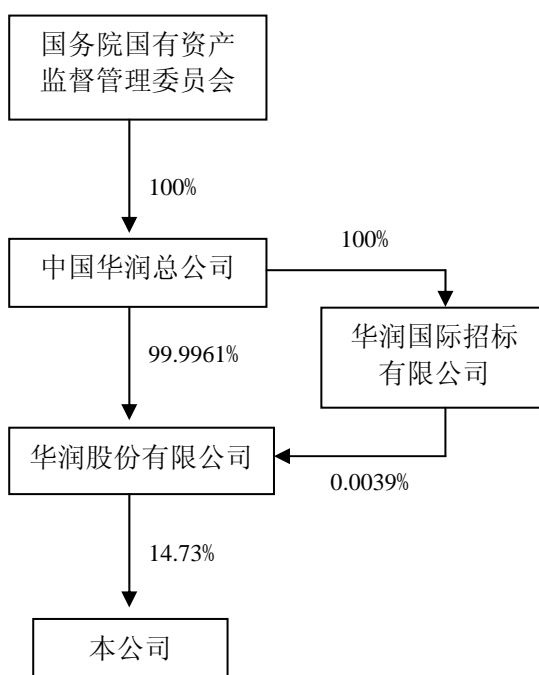 国务院国有资产
监督管理委员会
100%
中国华润总公司
100%
99.9961%
华润国际招标
有限公司
华润股份有限公司
0.0039%
14.73%
本公司